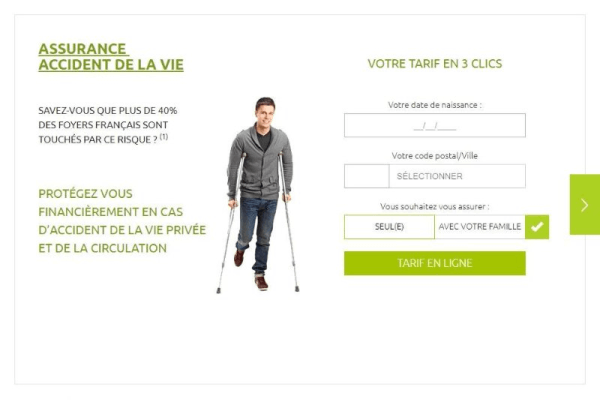 ASSURANCE
ACCIDENT DE LA VIE
SAVEZ-VOUS QUE PLUS DE 40%
DES FOYERS FRANÇAIS SONT
TOUCHÉS PAR CE RISQUE ? (1)
PROTÉGEZ VOUS
FINANCIÈREMENT EN CAS
D'ACCIDENT DE LA VIE PRIVÉE
ET DE LA CIRCULATION
VOTRE TARIF EN 3 CLICS
Votre date de naissance :
__/__/____
Votre code postal/Ville
SÉLECTIONNER
Vous souhaitez vous assurer :
SEUL(E) AVEC VOTRE FAMILLE
TARIF EN LIGNE